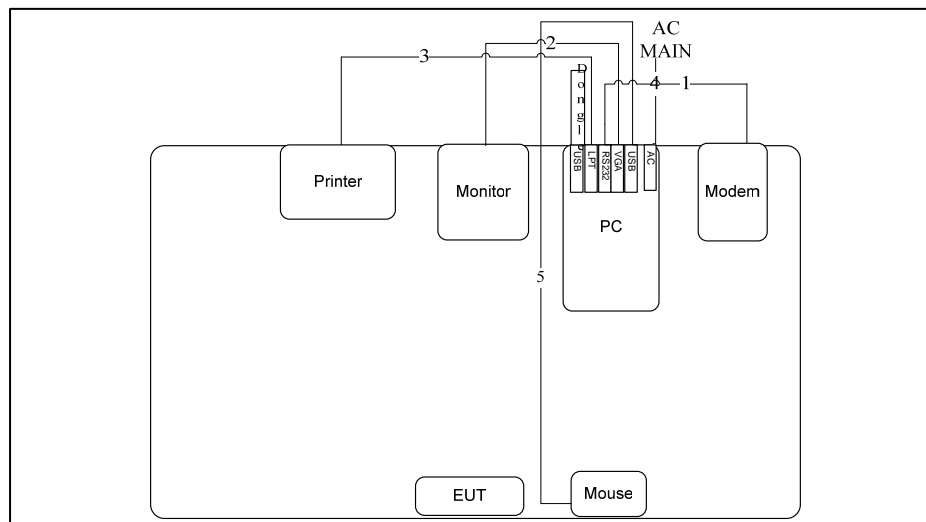 AC
MAIN
2
3
Dongle
4
1
USB
LPT
RS232
VGA
USB
AC
Printer
Monitor
PC
Modem
5
EUT
Mouse